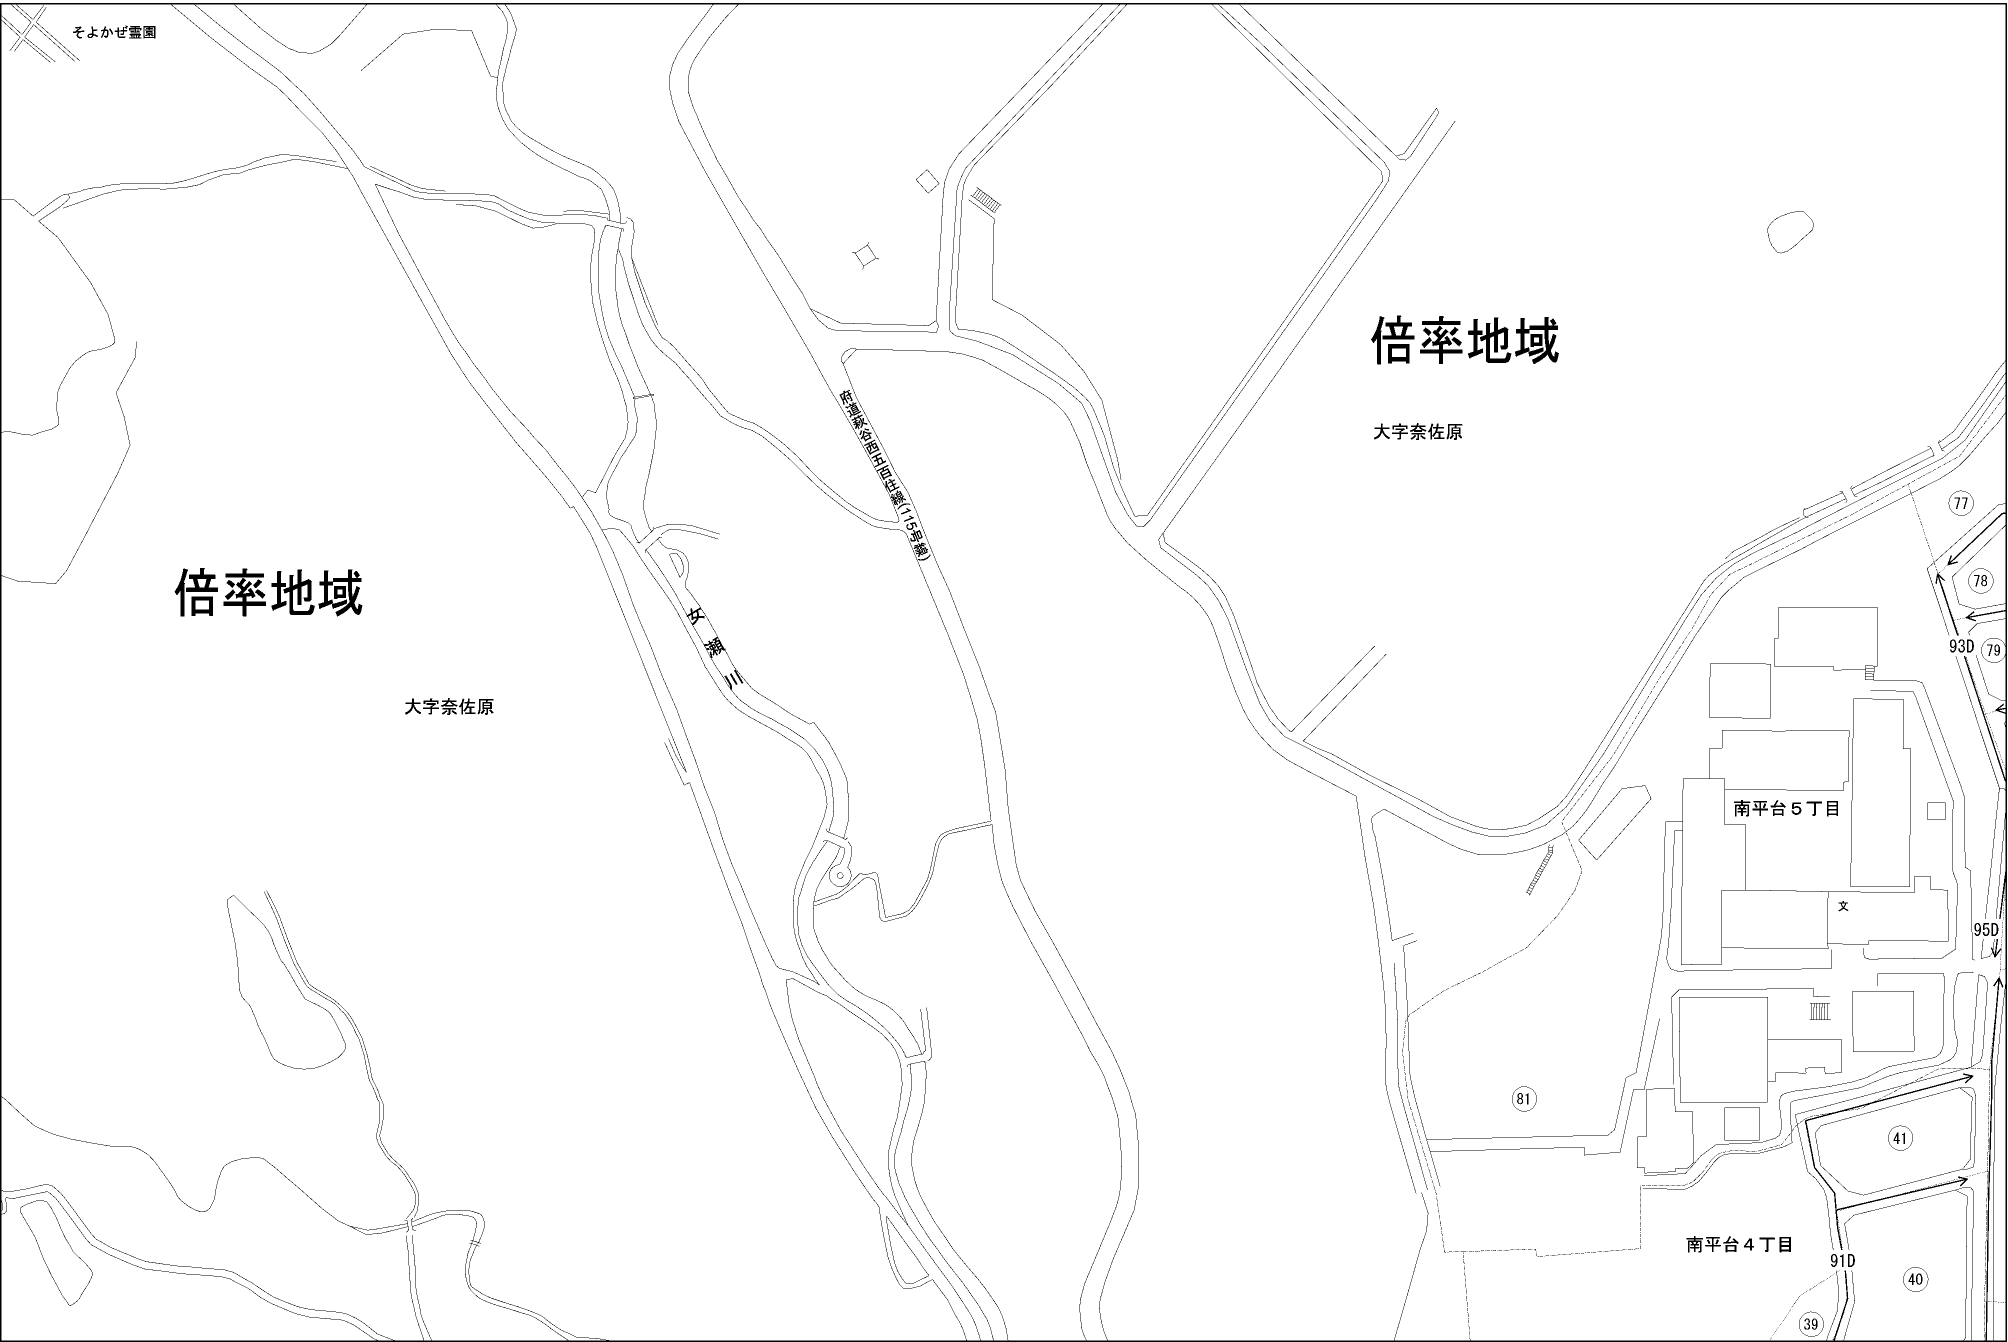 そよかぜ霊園
倍率地域
大字奈佐原
府道萩谷西五百住線(115号線)
77
78
93D
79
倍率地域
女瀬川
大字奈佐原
南平台５丁目
文
95D
81
41
南平台４丁目
91D
40
39